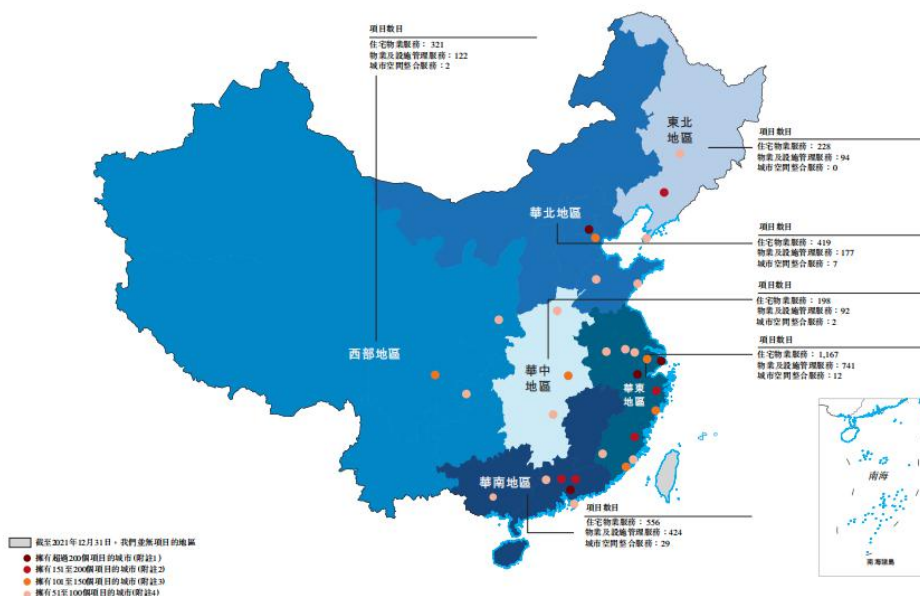 項目數目
住宅物業服務：321
物業及設施管理服務：122
城市空間整合服務：2
東北
地區
項目數目
住宅物業服務：228
物業及設施管理服務：94
城市空間整合服務：0
華北地區
項目數目
住宅物業服務：419
物業及設施管理服務：177
城市空間整合服務：7
項目數目
住宅物業服務：198
物業及設施管理服務：92
城市空間整合服務：2
西部地區
華中
地區
住宅物業服務：1,167
物業及設施管理服務：741
城市空間整合服務：12
華東
地區
華南地區
項目數目
住宅物業服務：556
物業及設施管理服務：424
城市空間整合服務：29
南海
南海諸島
截至2021年12月31日，我們並無項目的地區
擁有超過200個項目的城市(附註1)
擁有151至200個項目的城市(附註2)
擁有101至150個項目的城市(附註3)
擁有51至100個項目的城市(附註4)